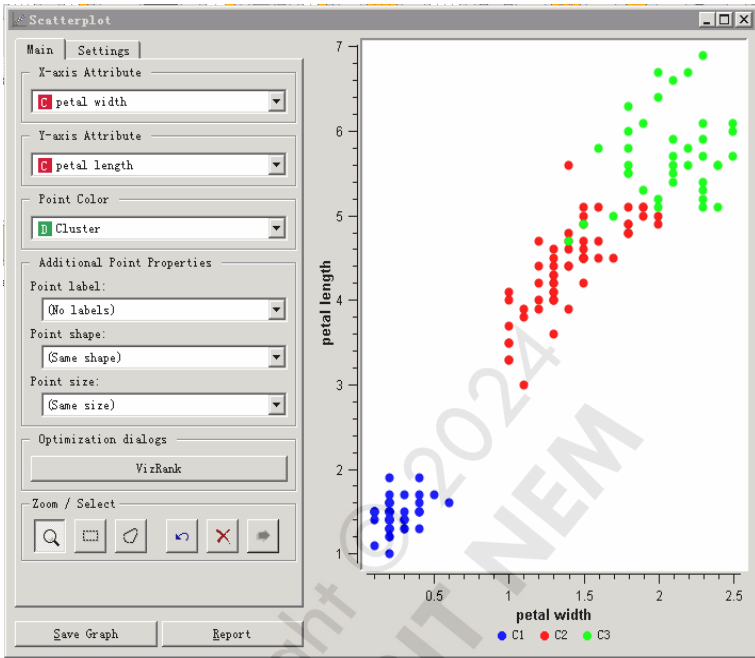 Scatterplot
Main Settings
X-axis Attribute
C petal width
Y-axis Attribute
C petal length
Point Color
D Cluster
Additional Point Properties
Point label:
(No labels)
Point shape:
(Same shape)
Point size:
(Same size)
Optimization dialogs
VizRank
Zoom / Select
Save Graph Report
7
6
5
4
3
2
1
petal length
0.5 1 1.5 2 2.5
petal width
C1 C2 C3
© 2024
NEM